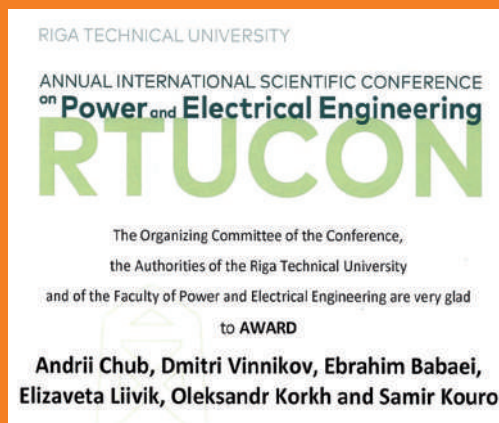 RIGA TECHNICAL UNIVERSITY
ANNUAL INTERNATIONAL SCIENTIFIC CONFERENCE
on Power and Electrical Engineering
RTUCON
The Organizing Committee of the Conference,
the Authorities of the Riga Technical University
and of the Faculty of Power and Electrical Engineering are very glad
to AWARD
Andrii Chub, Dmitri Vinnikov, Ebrahim Babaei,
Elizaveta Liivik, Oleksandr Korkh and Samir Kouro